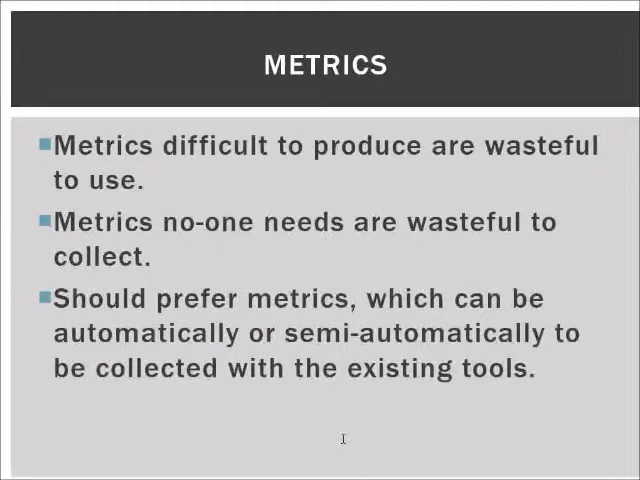 METRICS
Metrics difficult to produce are wasteful
to use.
Metrics no-one needs are wasteful to
collect.
Should prefer metrics, which can be
automatically or semi-automatically to
be collected with the existing tools.